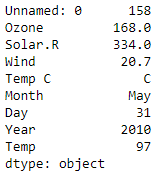 Unnamed: 0 158
Ozone 168.0
Solar.R 334.0
Wind 20.7
Temp C C
Month May
Day 31
Year 2010
Temp 97
dtype: object